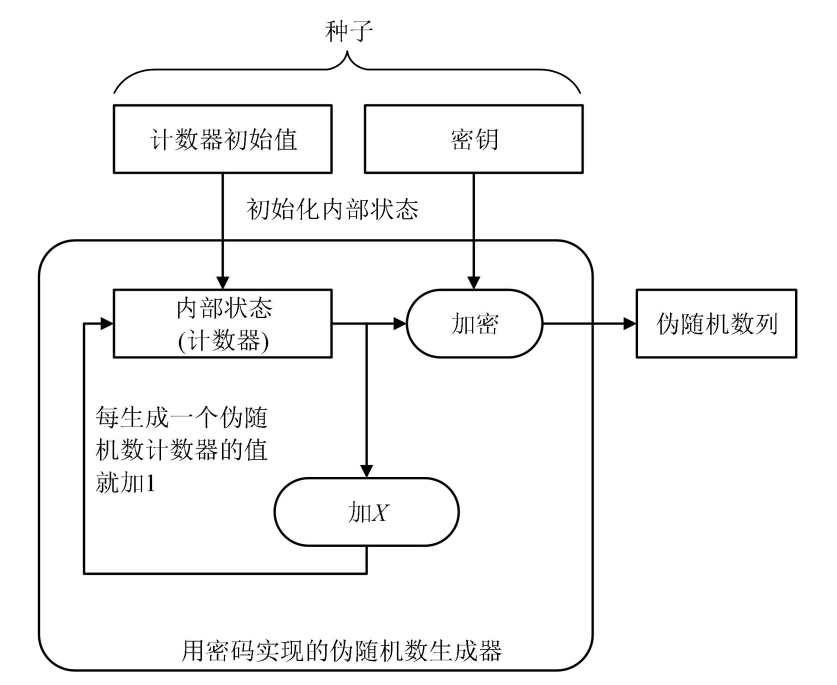 种子
计数器初始值
密钥
初始化内部状态
内部状态
(计数器)
加密
伪随机数列
每生成一个伪随
机数计数器的值
就加1
加X
用密码实现的伪随机数生成器